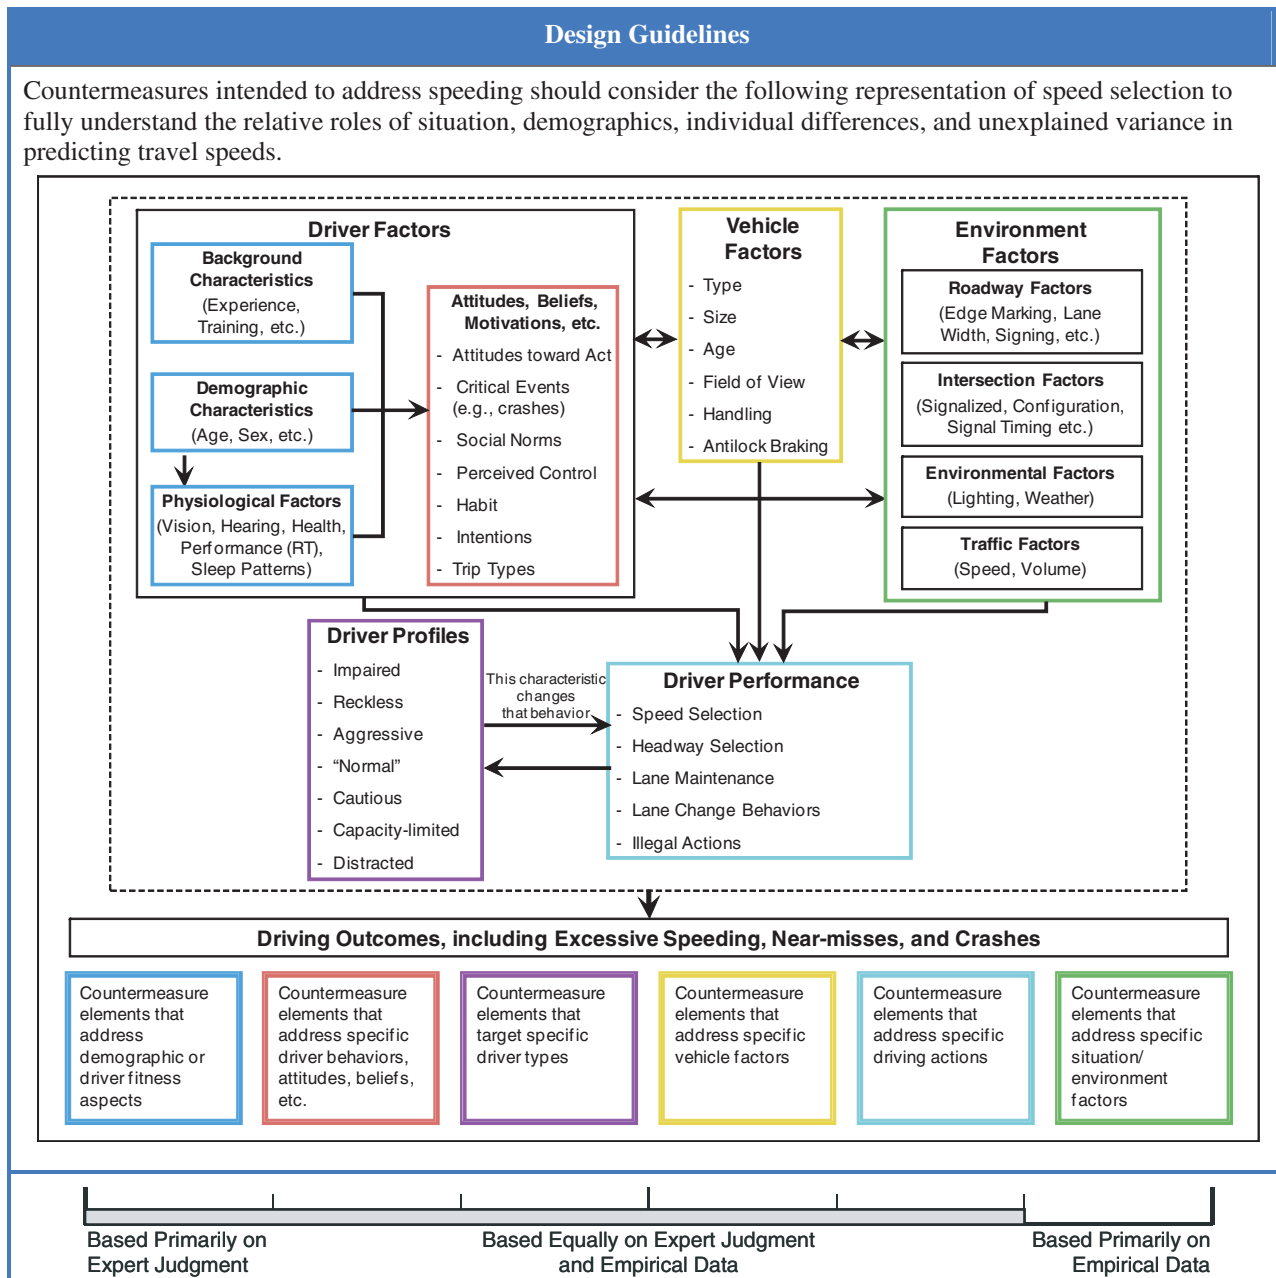 Design Guidelines
Countermeasures intended to address speeding should consider the following representation of speed selection to
fully understand the relative roles of situation, demographics, individual differences, and unexplained variance in
predicting travel speeds.
Driver Factors
Background
Characteristics
(Experience,
Training, etc.)
Demographic
Characteristics
(Age, Sex, etc.)
Physiological Factors
(Vision, Hearing, Health,
Performance (RT),
Sleep Patterns)
Attitudes, Beliefs,
Motivations, etc.
- Attitudes toward Act
- Critical Events
(e.g., crashes)
- Social Norms
- Perceived Control
- Habit
- Intentions
- Trip Types
Vehicle
Factors
- Type
- Size
- Age
- Field of View
- Handling
- Antilock Braking
Environment
Factors
Roadway Factors
(Edge Marking, Lane
Width, Signing, etc.)
Intersection Factors
(Signalized, Configuration,
Signal Timing etc.)
Environmental Factors
(Lighting, Weather)
Traffic Factors
(Speed, Volume)
Driver Profiles
- Impaired
- Reckless
- Aggressive
- “Normal”
- Cautious
- Capacity-limited
- Distracted
This characteristic
changes
that behavior
Driver Performance
- Speed Selection
- Headway Selection
- Lane Maintenance
- Lane Change Behaviors
- Illegal Actions
Driving Outcomes, including Excessive Speeding, Near-misses, and Crashes
Countermeasure
elements that
address
demographic or
driver fitness
aspects
Countermeasure
elements that
address specific
driver behaviors,
attitudes, beliefs,
etc.
Countermeasure
elements that
target specific
driver types
Countermeasure
elements that
address specific
vehicle factors
Countermeasure
elements that
address specific
driving actions
Countermeasure
elements that
address specific
situation/
environment
factors
Based Primarily on
Expert Judgment
Based Equally on Expert Judgment
and Empirical Data
Based Primarily on
Empirical Data